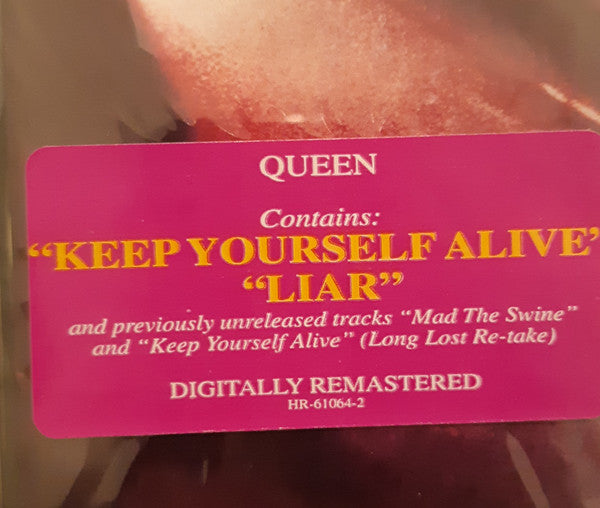 QUEEN
Contains:
“KEEP YOURSELF ALIVE”
“LIAR”
and previously unreleased tracks “Mad The Swine”
and “Keep Yourself Alive” (Long Lost Re-take)
DIGITALLY REMASTERED
HR-61064-2